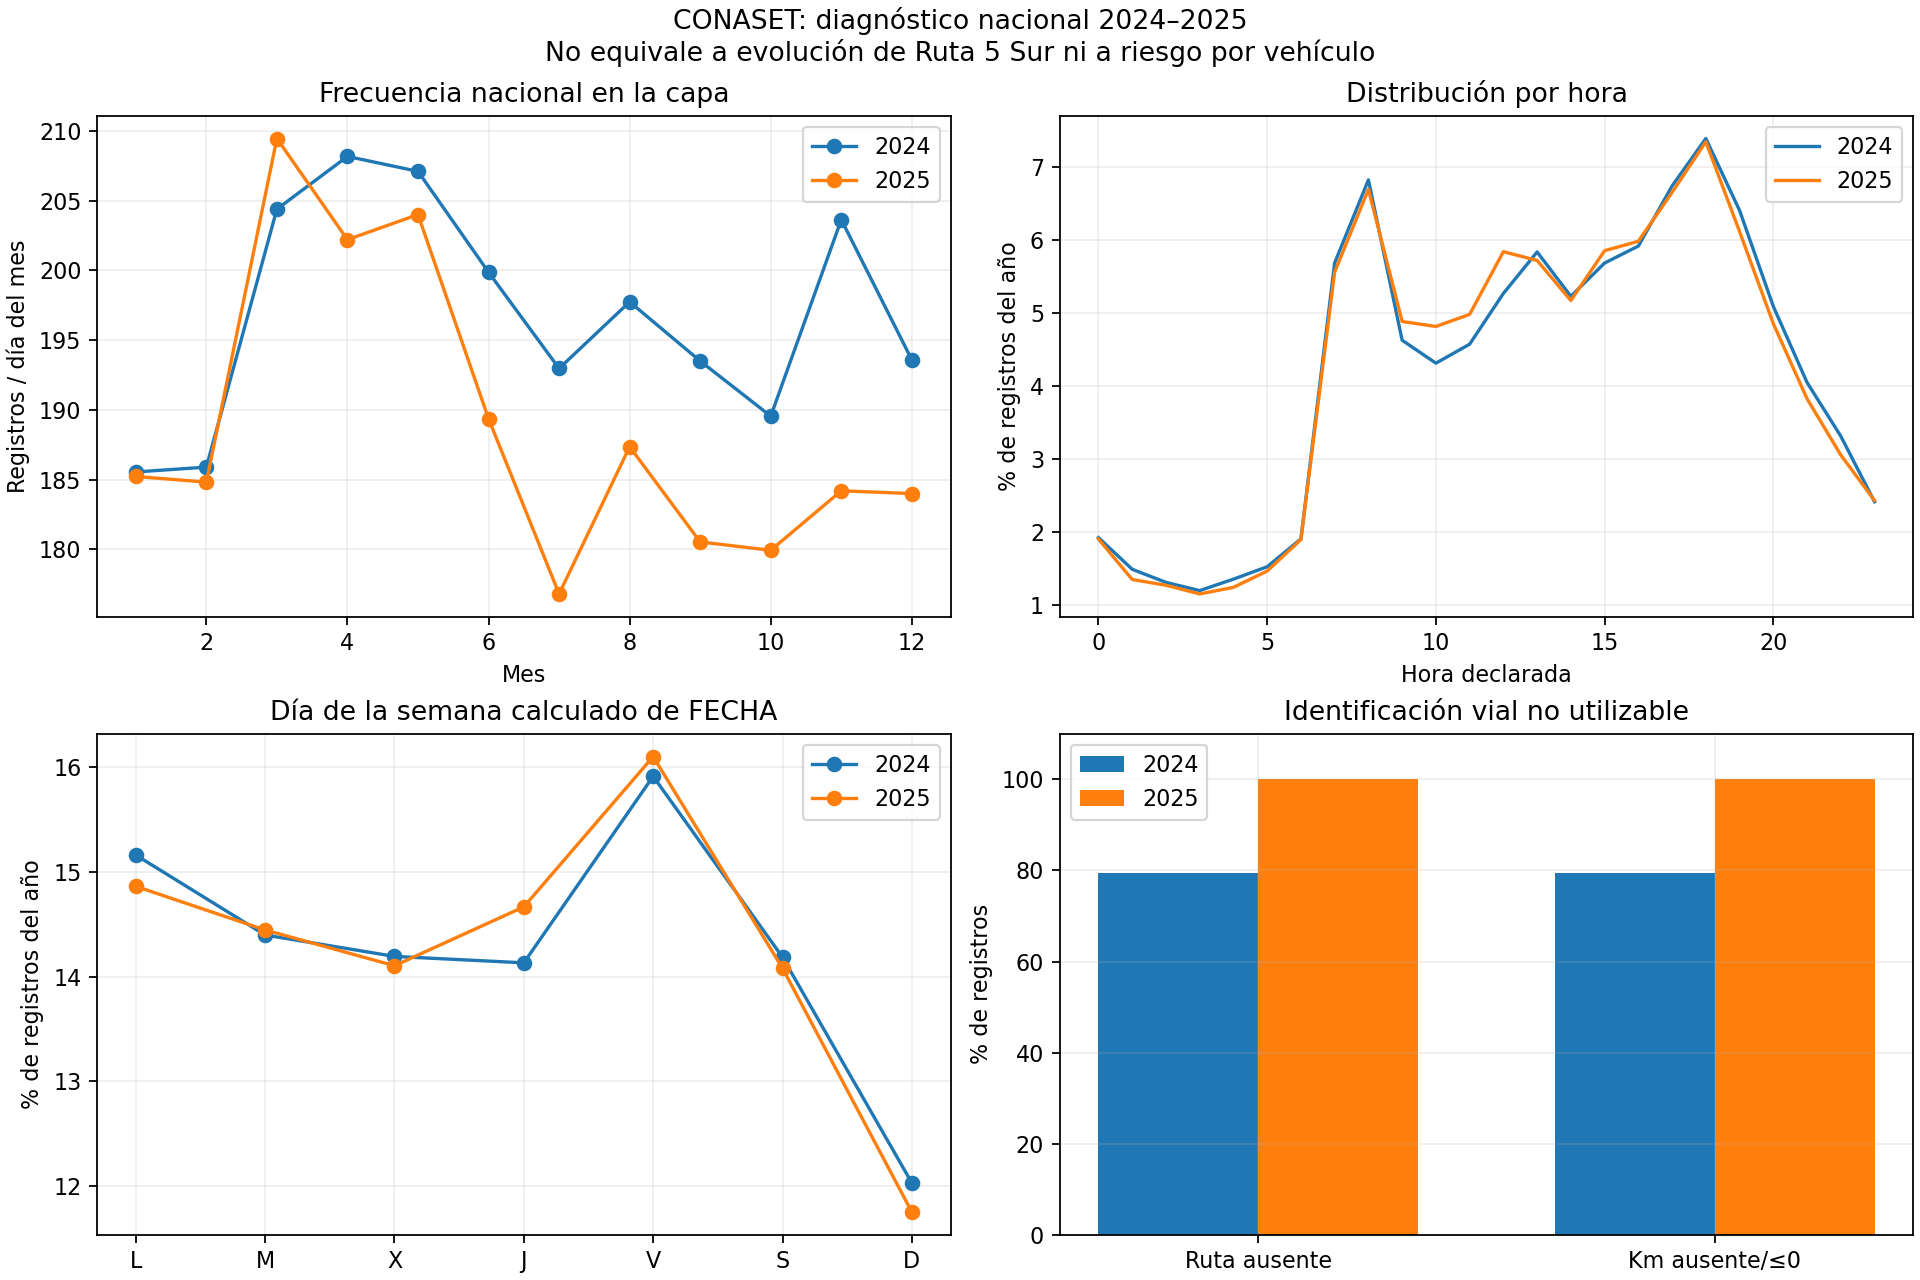 CONASET: diagnóstico nacional 2024–2025
No equivale a evolución de Ruta 5 Sur ni a riesgo por vehículo
Frecuencia nacional en la capa
210
205
200
195
190
185
180
Registros / día del mes
2024
2025
2
4
6
8
10
12
Mes
Distribución por hora
7
6
5
4
3
2
1
% de registros del año
2024
2025
0
5
10
15
20
Hora declarada
Día de la semana calculado de FECHA
16
15
14
13
12
% de registros del año
2024
2025
L
M
X
J
V
S
D
Identificación vial no utilizable
100
80
60
40
20
0
% de registros
2024
2025
Ruta ausente
Km ausente/≤0